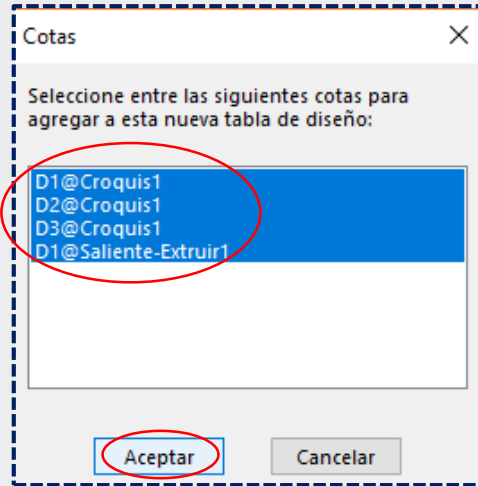 Cotas
Seleccione entre las siguientes cotas para
agregar a esta nueva tabla de diseño:
D1@Croquis1
D2@Croquis1
D3@Croquis1
D1@Saliente-Extruir1
Aceptar
Cancelar